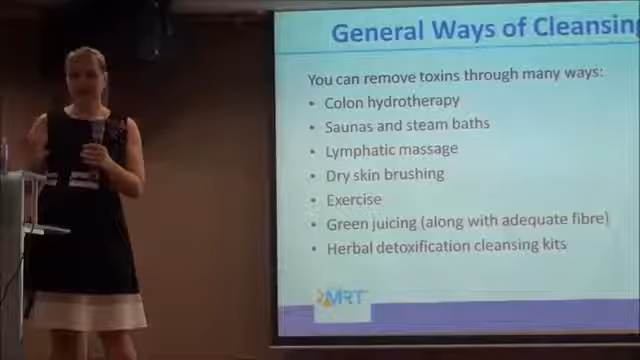 General Ways of Cleansing
You can remove toxins through many ways:
• Colon hydrotherapy
• Saunas and steam baths
• Lymphatic massage
• Dry skin brushing
• Exercise
• Green juicing (along with adequate fibre)
• Herbal detoxification cleansing kits
MRT